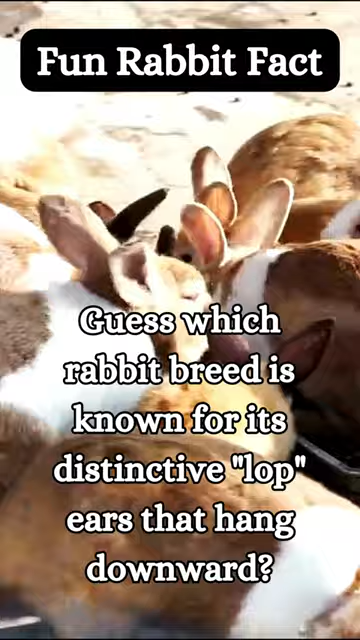 Fun Rabbit Fact
Guess which
rabbit breed is
known for its
distinctive "lop"
ears that hang
downward?